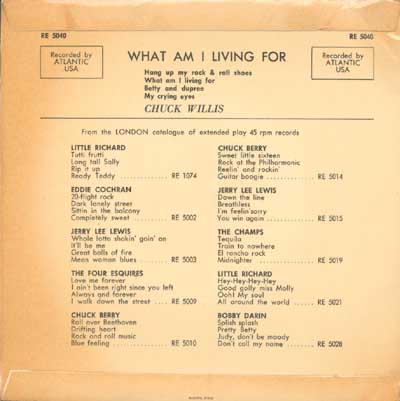 RE 5040
RE 5040
Recorded by
ATLANTIC
USA
WHAT AM I LIVING FOR
Hang up my rock & roll shoes
What am I living for
Betty and dupree
My crying eyes
CHUCK WILLIS
Recorded by
ATLANTIC
USA
From the LONDON catalogue of extended play 45 rpm records
LITTLE RICHARD
Tutti frutti
Long tall Sally
Rip it up
Ready Teddy .............. RE 1074
EDDIE COCHRAN
20-flight rock
Dark lonely street
Sittin in the balcony
Completely sweet ......... RE 5002
JERRY LEE LEWIS
Whole lotta shakin' goin' on
It'll be me
Great balls of fire
Mean woman blues ........ RE 5003
THE FOUR ESQUIRES
Love me forever
I ain't been right since you left
Always and forever
I walk down the street .... RE 5009
CHUCK BERRY
Roll over Beethoven
Drifting heart
Rock and roll music
Blue feeling .............. RE 5010
CHUCK BERRY
Sweet little sixteen
Rock at the Philharmonic
Reelin' and rockin'
Guitar boogie ............. RE 5014
JERRY LEE LEWIS
Down the line
Breathless
I'm feelin'sorry
You win again ............ RE 5015
THE CHAMPS
Tequila
Train to nowhere
El rancho rock
Midnighter .............. RE 5019
LITTLE RICHARD
Hey-Hey-Hey-Hey
Good golly miss Molly
Ooh! My soul
All around the world ...... RE 5021
BOBBY DARIN
Splish splash
Pretty Betty
Judy, don't be moody
Don't call my name ....... RE 5028